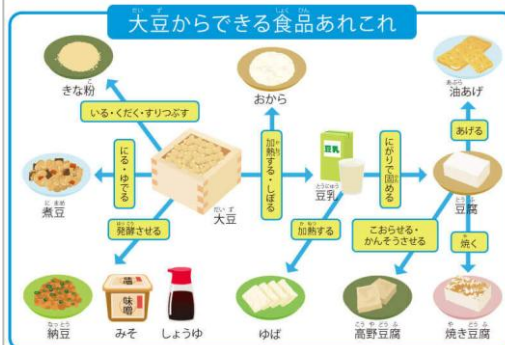 大豆からできる食品あれこれ
きな粉
いる・くだく・すりつぶす
おから
油あげ
あげる
にる・ゆでる
煮豆
大豆
加熱する・しぼる
豆乳
豆乳
にがりで固める
豆腐
発酵させる
加熱する
こおらせる・
かんそうさせる
焼く
納豆
味噌
みそ
しょうゆ
ゆば
高野豆腐
焼き豆腐